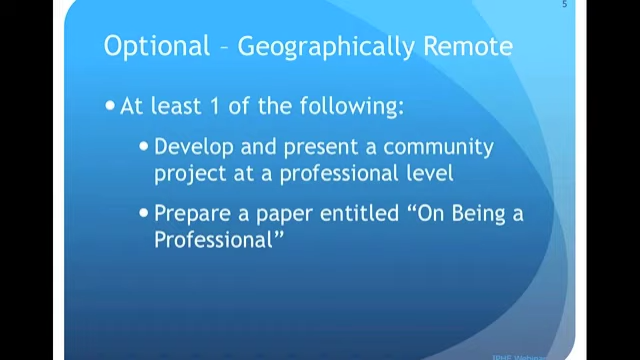 5
Optional – Geographically Remote
• At least 1 of the following:
• Develop and present a community
project at a professional level
• Prepare a paper entitled “On Being a
Professional”